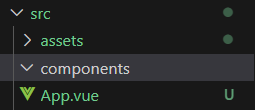 src
assets
components
App.vue U